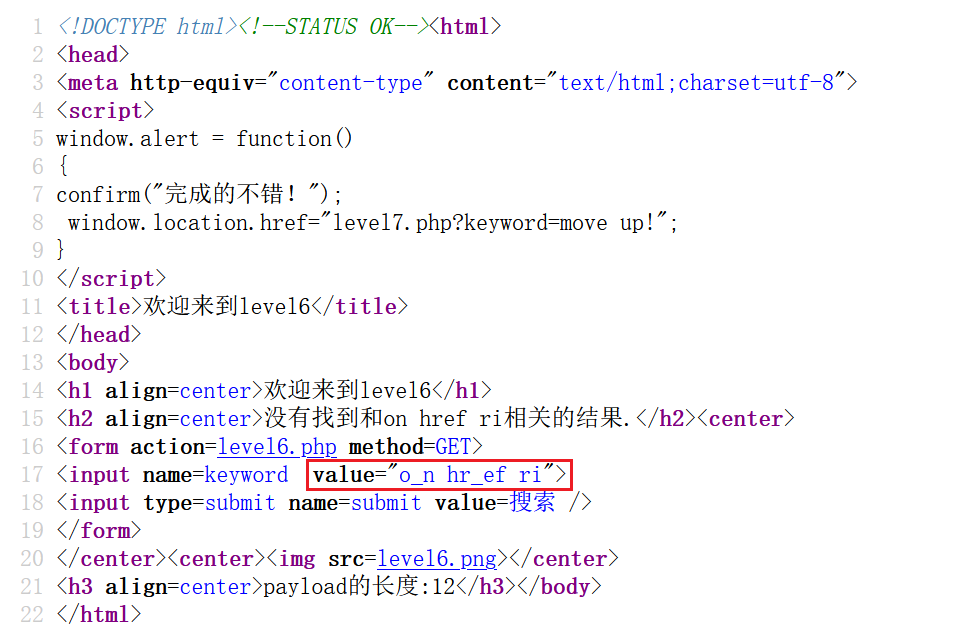 1 <!DOCTYPE html><!--STATUS OK--><html>
2 <head>
3 <meta http-equiv="content-type" content="text/html;charset=utf-8">
4 <script>
5 window.alert = function()
6 {
7 confirm("完成的不错！");
8  window.location.href="level7.php?keyword=move up!";
9 }
10 </script>
11 <title>欢迎来到level6</title>
12 </head>
13 <body>
14 <h1 align=center>欢迎来到level6</h1>
15 <h2 align=center>没有找到和on href ri相关的结果.</h2><center>
16 <form action=level6.php method=GET>
17 <input name=keyword  value="o_n hr_ef ri">
18 <input type=submit name=submit value=搜索 />
19 </form>
20 </center><center><img src=level6.png></center>
21 <h3 align=center>payload的长度:12</h3></body>
22 </html>